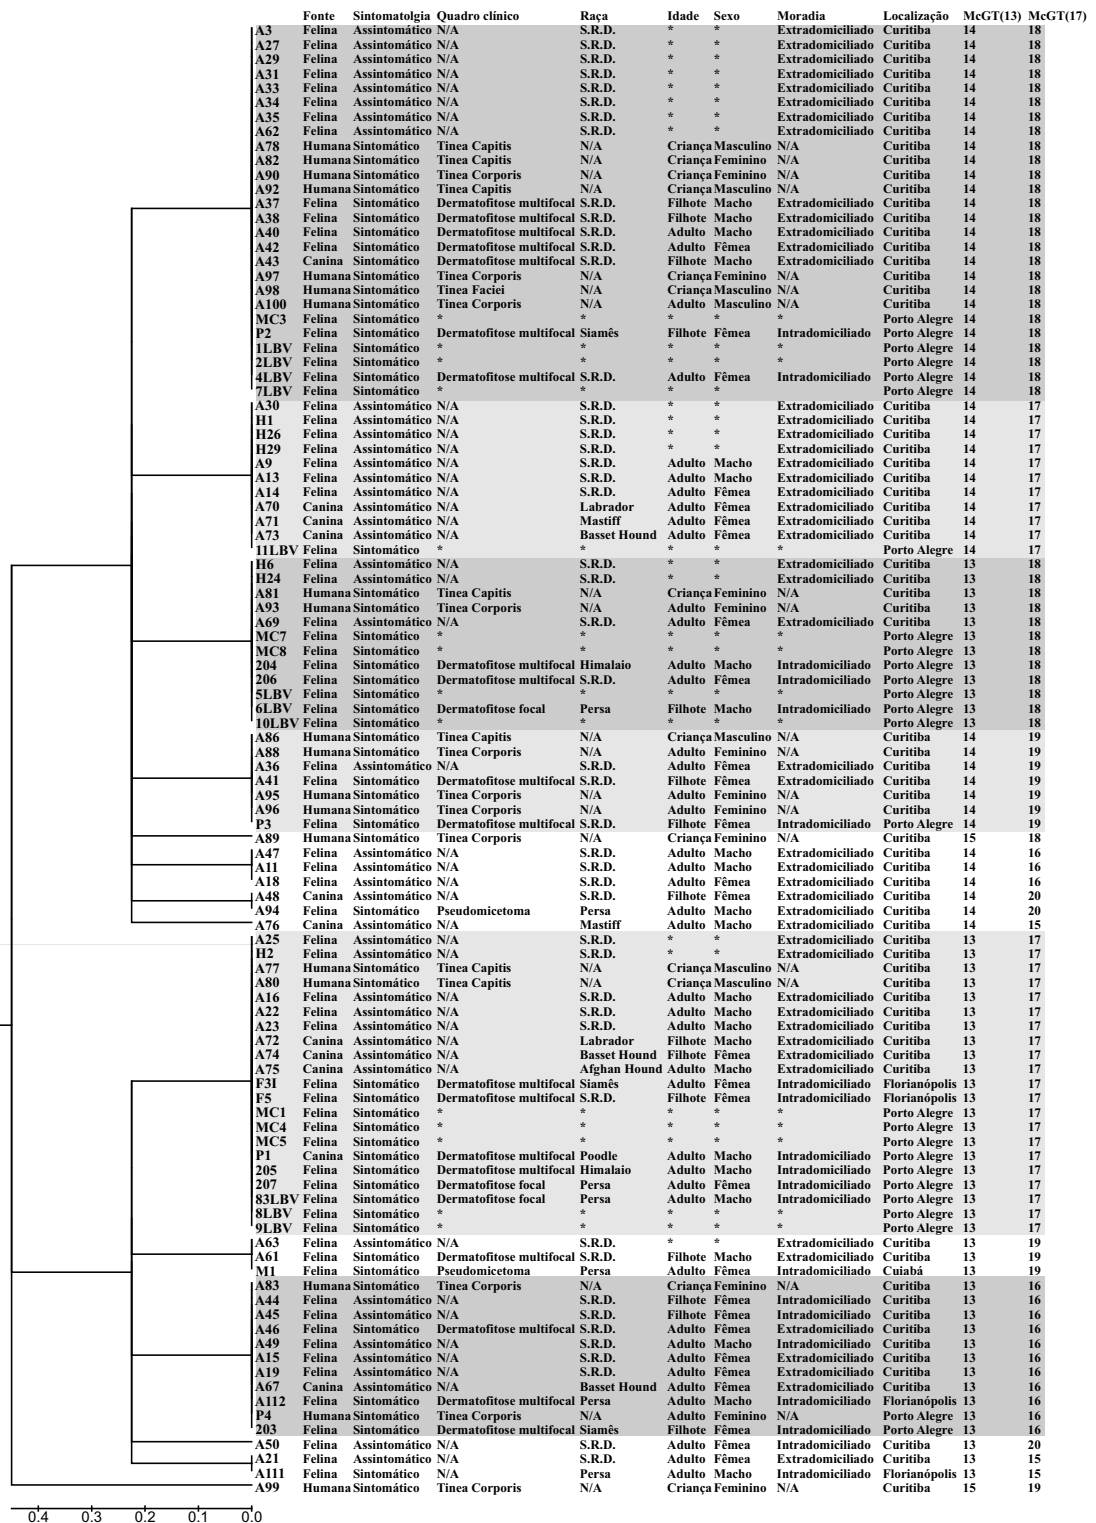 Fonte Sintomatolgia Quadro clínico Raça Idade Sexo Moradia Localização McGT(13) McGT(17)
A3 Felina Assintomático N/A S.R.D. * * Extradomiciliado Curitiba 14 18
A27 Felina Assintomático N/A S.R.D. * * Extradomiciliado Curitiba 14 18
A29 Felina Assintomático N/A S.R.D. * * Extradomiciliado Curitiba 14 18
A31 Felina Assintomático N/A S.R.D. * * Extradomiciliado Curitiba 14 18
A33 Felina Assintomático N/A S.R.D. * * Extradomiciliado Curitiba 14 18
A34 Felina Assintomático N/A S.R.D. * * Extradomiciliado Curitiba 14 18
A35 Felina Assintomático N/A S.R.D. * * Extradomiciliado Curitiba 14 18
A62 Felina Assintomático N/A S.R.D. * * Extradomiciliado Curitiba 14 18
A78 Humana Sintomático Tinea Capitis N/A Criança Masculino N/A Curitiba 14 18
A82 Humana Sintomático Tinea Capitis N/A Criança Feminino N/A Curitiba 14 18
A90 Humana Sintomático Tinea Corporis N/A Criança Feminino N/A Curitiba 14 18
A92 Humana Sintomático Tinea Capitis N/A Criança Masculino N/A Curitiba 14 18
A37 Felina Sintomático Dermatofitose multifocal S.R.D. Filhote Macho Extradomiciliado Curitiba 14 18
A38 Felina Sintomático Dermatofitose multifocal S.R.D. Filhote Macho Extradomiciliado Curitiba 14 18
A40 Felina Sintomático Dermatofitose multifocal S.R.D. Adulto Macho Extradomiciliado Curitiba 14 18
A42 Felina Sintomático Dermatofitose multifocal S.R.D. Adulto Fêmea Extradomiciliado Curitiba 14 18
A43 Canina Sintomático Dermatofitose multifocal S.R.D. Filhote Macho Extradomiciliado Curitiba 14 18
A97 Humana Sintomático Tinea Corporis N/A Criança Feminino N/A Curitiba 14 18
A98 Humana Sintomático Tinea Faciei N/A Criança Masculino N/A Curitiba 14 18
A100 Humana Sintomático Tinea Corporis N/A Adulto Masculino N/A Curitiba 14 18
MC3 Felina Sintomático * * * * * Porto Alegre 14 18
P2 Felina Sintomático Dermatofitose multifocal Siamês Filhote Fêmea Intradomiciliado Porto Alegre 14 18
1LBV Felina Sintomático * * * * * Porto Alegre 14 18
2LBV Felina Sintomático * * * * * Porto Alegre 14 18
4LBV Felina Sintomático Dermatofitose multifocal S.R.D. Adulto Fêmea Intradomiciliado Porto Alegre 14 18
7LBV Felina Sintomático * * * * Porto Alegre 14 18
A30 Felina Assintomático N/A S.R.D. * * Extradomiciliado Curitiba 14 17
H1 Felina Assintomático N/A S.R.D. * * Extradomiciliado Curitiba 14 17
H26 Felina Assintomático N/A S.R.D. * * Extradomiciliado Curitiba 14 17
H29 Felina Assintomático N/A S.R.D. * * Extradomiciliado Curitiba 14 17
A9 Felina Assintomático N/A S.R.D. Adulto Macho Extradomiciliado Curitiba 14 17
A13 Felina Assintomático N/A S.R.D. Adulto Macho Extradomiciliado Curitiba 14 17
A14 Felina Assintomático N/A S.R.D. Adulto Fêmea Extradomiciliado Curitiba 14 17
A70 Canina Assintomático N/A Labrador Adulto Fêmea Extradomiciliado Curitiba 14 17
A71 Canina Assintomático N/A Mastiff Adulto Fêmea Extradomiciliado Curitiba 14 17
A73 Canina Assintomático N/A Basset Hound Adulto Fêmea Extradomiciliado Curitiba 14 17
11LBV Felina Sintomático * * * * * Porto Alegre 14 17
H6 Felina Assintomático N/A S.R.D. * * Extradomiciliado Curitiba 13 18
H24 Felina Assintomático N/A S.R.D. * * Extradomiciliado Curitiba 13 18
A81 Humana Sintomático Tinea Capitis N/A Criança Feminino N/A Curitiba 13 18
A93 Humana Sintomático Tinea Corporis N/A Adulto Feminino N/A Curitiba 13 18
A69 Felina Assintomático N/A S.R.D. Adulto Fêmea Extradomiciliado Curitiba 13 18
MC7 Felina Sintomático * * * * * Porto Alegre 13 18
MC8 Felina Sintomático * * * * * Porto Alegre 13 18
204 Felina Sintomático Dermatofitose multifocal Himalaio Adulto Macho Intradomiciliado Porto Alegre 13 18
206 Felina Sintomático Dermatofitose multifocal S.R.D. Adulto Fêmea Intradomiciliado Porto Alegre 13 18
5LBV Felina Sintomático * * * * * Porto Alegre 13 18
6LBV Felina Sintomático Dermatofitose focal Persa Filhote Macho Intradomiciliado Porto Alegre 13 18
10LBV Felina Sintomático * * * * * Porto Alegre 13 18
A86 Humana Sintomático Tinea Capitis N/A Criança Masculino N/A Curitiba 14 19
A88 Humana Sintomático Tinea Corporis N/A Adulto Feminino N/A Curitiba 14 19
A36 Felina Assintomático N/A S.R.D. Adulto Fêmea Extradomiciliado Curitiba 14 19
A41 Felina Sintomático Dermatofitose multifocal S.R.D. Filhote Fêmea Extradomiciliado Curitiba 14 19
A95 Humana Sintomático Tinea Corporis N/A Adulto Feminino N/A Curitiba 14 19
A96 Humana Sintomático Tinea Corporis N/A Adulto Feminino N/A Curitiba 14 19
P3 Felina Sintomático Dermatofitose multifocal S.R.D. Filhote Fêmea Intradomiciliado Porto Alegre 14 19
A89 Humana Sintomático Tinea Corporis N/A Criança Feminino N/A Curitiba 15 18
A47 Felina Assintomático N/A S.R.D. Adulto Macho Extradomiciliado Curitiba 14 16
A11 Felina Assintomático N/A S.R.D. Adulto Macho Extradomiciliado Curitiba 14 16
A18 Felina Assintomático N/A S.R.D. Adulto Fêmea Extradomiciliado Curitiba 14 16
A48 Canina Assintomático N/A S.R.D. Filhote Fêmea Extradomiciliado Curitiba 14 20
A94 Felina Sintomático Pseudomicetoma Persa Adulto Macho Extradomiciliado Curitiba 14 20
A76 Canina Assintomático N/A Mastiff Adulto Macho Extradomiciliado Curitiba 14 15
A25 Felina Assintomático N/A S.R.D. * * Extradomiciliado Curitiba 13 17
H2 Felina Assintomático N/A S.R.D. * * Extradomiciliado Curitiba 13 17
A77 Humana Sintomático Tinea Capitis N/A Criança Masculino N/A Curitiba 13 17
A80 Humana Sintomático Tinea Capitis N/A Criança Masculino N/A Curitiba 13 17
A16 Felina Assintomático N/A S.R.D. Adulto Macho Extradomiciliado Curitiba 13 17
A22 Felina Assintomático N/A S.R.D. Adulto Macho Extradomiciliado Curitiba 13 17
A23 Felina Assintomático N/A S.R.D. Adulto Macho Extradomiciliado Curitiba 13 17
A72 Canina Assintomático N/A Labrador Filhote Macho Extradomiciliado Curitiba 13 17
A74 Canina Assintomático N/A Basset Hound Filhote Fêmea Extradomiciliado Curitiba 13 17
A75 Canina Assintomático N/A Afghan Hound Adulto Macho Extradomiciliado Curitiba 13 17
F3I Felina Sintomático Dermatofitose multifocal Siamês Adulto Fêmea Intradomiciliado Florianópolis 13 17
F5 Felina Sintomático Dermatofitose multifocal S.R.D. Filhote Fêmea Intradomiciliado Florianópolis 13 17
MC1 Felina Sintomático * * * * * Porto Alegre 13 17
MC4 Felina Sintomático * * * * * Porto Alegre 13 17
MC5 Felina Sintomático * * * * * Porto Alegre 13 17
P1 Canina Sintomático Dermatofitose multifocal Poodle Adulto Macho Intradomiciliado Porto Alegre 13 17
205 Felina Sintomático Dermatofitose multifocal Himalaio Adulto Macho Intradomiciliado Porto Alegre 13 17
207 Felina Sintomático Dermatofitose focal Persa Adulto Fêmea Intradomiciliado Porto Alegre 13 17
83LBV Felina Sintomático Dermatofitose focal Persa Adulto Macho Intradomiciliado Porto Alegre 13 17
8LBV Felina Sintomático * * * * * Porto Alegre 13 17
9LBV Felina Sintomático * * * * * Porto Alegre 13 17
A63 Felina Assintomático N/A S.R.D. * * Extradomiciliado Curitiba 13 19
A61 Felina Sintomático Dermatofitose multifocal S.R.D. Filhote Macho Extradomiciliado Curitiba 13 19
M1 Felina Sintomático Pseudomicetoma Persa Adulto Fêmea Intradomiciliado Cuiabá 13 19
A83 Humana Sintomático Tinea Corporis N/A Criança Feminino N/A Curitiba 13 16
A44 Felina Assintomático N/A S.R.D. Filhote Fêmea Intradomiciliado Curitiba 13 16
A45 Felina Assintomático N/A S.R.D. Filhote Fêmea Intradomiciliado Curitiba 13 16
A46 Felina Sintomático Dermatofitose multifocal S.R.D. Adulto Fêmea Extradomiciliado Curitiba 13 16
A49 Felina Assintomático N/A S.R.D. Adulto Macho Intradomiciliado Curitiba 13 16
A15 Felina Assintomático N/A S.R.D. Adulto Fêmea Extradomiciliado Curitiba 13 16
A19 Felina Assintomático N/A S.R.D. Adulto Fêmea Extradomiciliado Curitiba 13 16
A67 Canina Assintomático N/A Basset Hound Adulto Fêmea Extradomiciliado Curitiba 13 16
A112 Felina Sintomático Dermatofitose multifocal Persa Adulto Macho Intradomiciliado Florianópolis 13 16
P4 Humana Sintomático Tinea Corporis N/A Adulto Feminino N/A Porto Alegre 13 16
203 Felina Sintomático Dermatofitose multifocal Siamês Filhote Fêmea Intradomiciliado Porto Alegre 13 16
A50 Felina Assintomático N/A S.R.D. Adulto Fêmea Intradomiciliado Curitiba 13 20
A21 Felina Assintomático N/A S.R.D. Adulto Fêmea Extradomiciliado Curitiba 13 15
A111 Felina Sintomático N/A Persa Adulto Macho Intradomiciliado Florianópolis 13 15
A99 Humana Sintomático Tinea Corporis N/A Criança Feminino N/A Curitiba 15 19
0.4 0.3 0.2 0.1 0.0